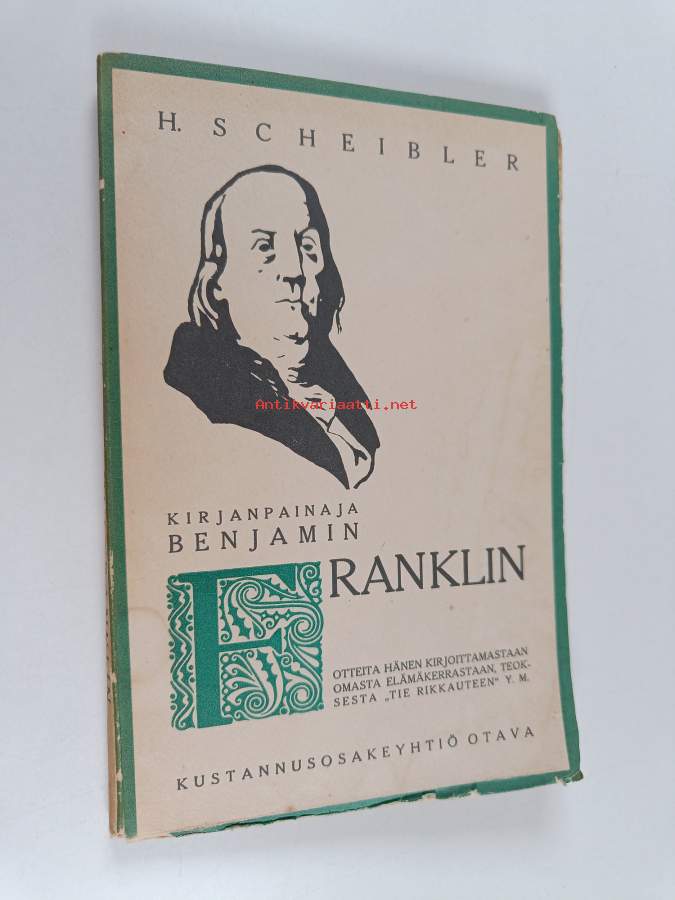 H. SCHEIBLER
Antikvariaatti.net
KIRJANPAINAJA
BENJAMIN
FRANKLIN
OTTEITA HÄNEN KIRJOITTAMASTAAN
OMASTA ELÄMÄKERRASTAAN, TEOK-
SESTA „TIE RIKKAUTEEN" Y. M.
KUSTANNUSOSAKEYHTIÖ OTAVA